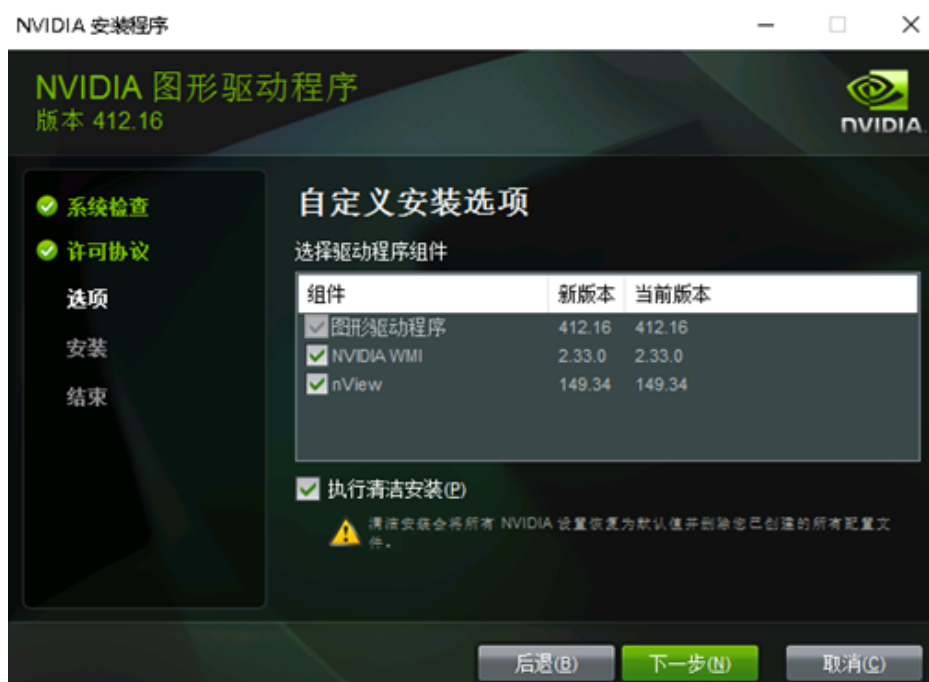 NVIDIA 安装程序
NVIDIA 图形驱动程序
版本 412.16
NVIDIA.
系统检查
许可协议
选项
安装
结束
自定义安装选项
选择驱动程序组件
组件 新版本 当前版本
图形驱动程序 412.16 412.16
NVIDIA WMI 2.33.0 2.33.0
nView 149.34 149.34
执行清洁安装(P)
清洁安装会将所有 NVIDIA 设置恢复为默认值并删除您已创建的所有配置文
件。
后退(B) 下一步(N) 取消(C)